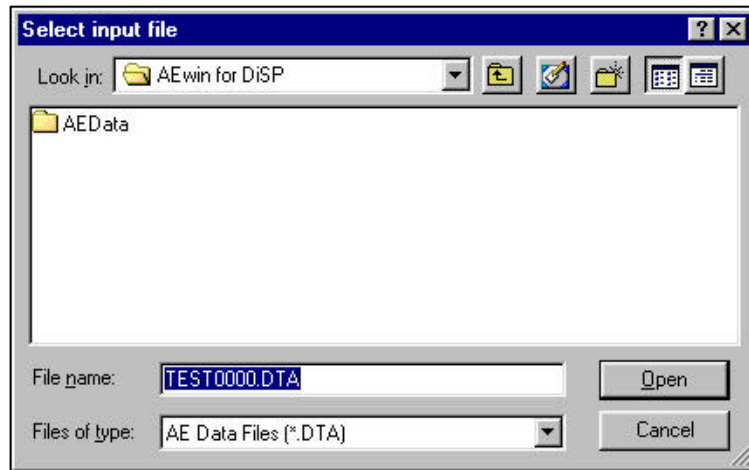 Select input file
Look in: AEwin for DiSP
AEData
File name: TEST0000.DTA Open
Files of type: AE Data Files (*.DTA) Cancel